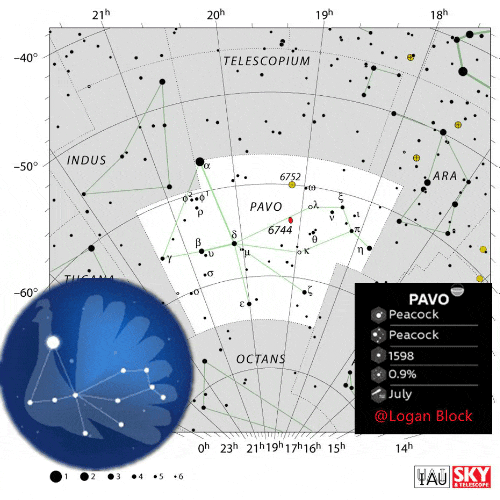 21h 20h 19h 18h
−40°
TELESCOPIUM
−50°
INDUS
α
6752
ω
ARA
φ² φ¹
ρ
PAVO
λ
ξ
ν
ι
6744
π
θ
δ
β
υ
μ
κ
η
γ
σ
−60°
TUCANA
ο
ζ
ε
OCTANS
PAVO
Peacock
Peacock
1598
0.9%
July
@Logan Block
0h 23h 22h 21h 19h 17h 16h 15h 14h
1 2 3 4 5 6
IAU
SKY
& TELESCOPE